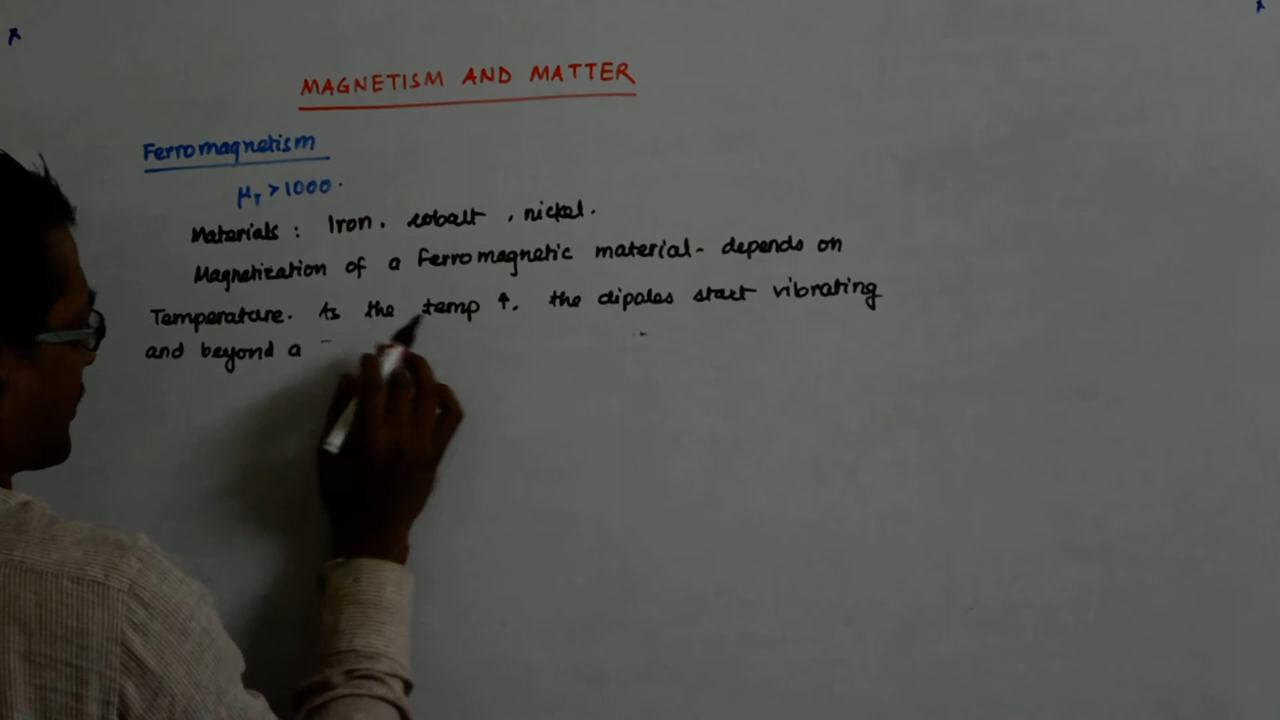 MAGNETISM AND MATTER
Ferromagnetism
μr > 1000.
Materials : Iron, cobalt, nickel.
Magnetization of a Ferromagnetic material - depends on
Temperature. As the temp ↑, the dipoles start vibrating
and beyond a